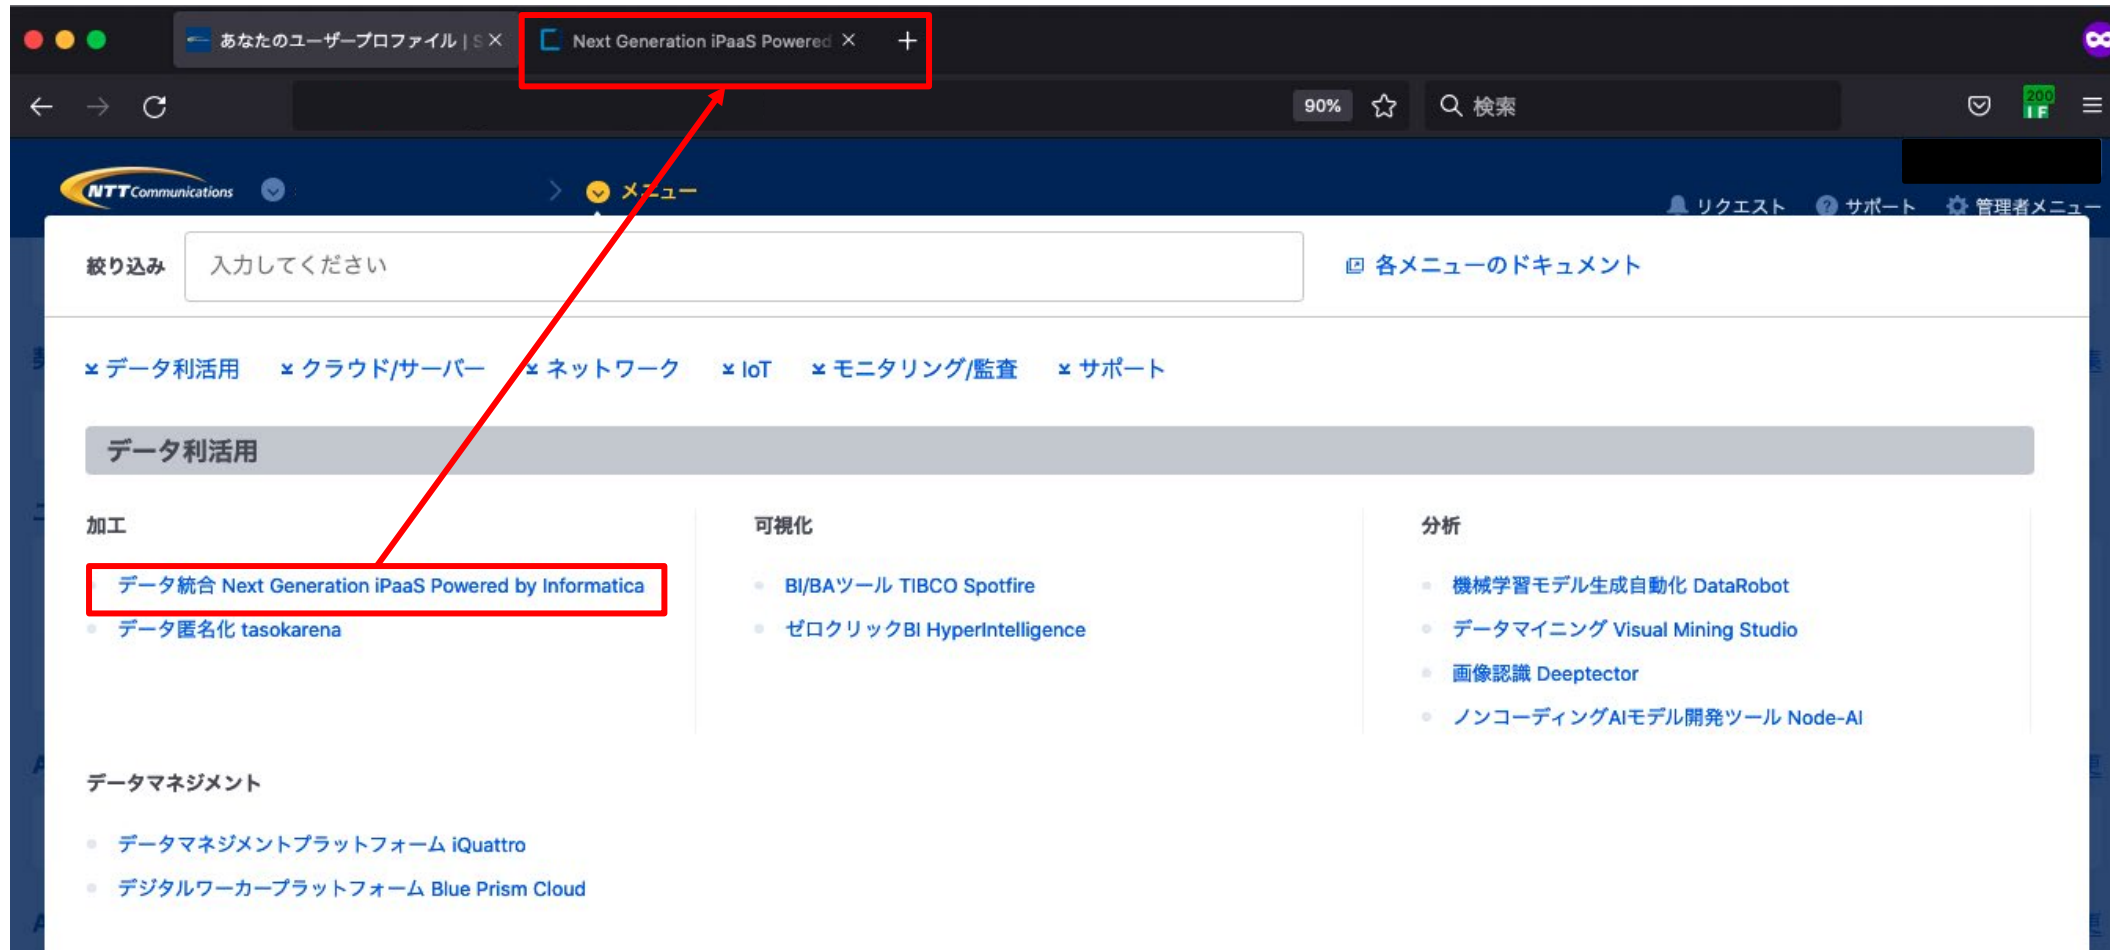 あなたのユーザープロファイル | S
Next Generation iPaaS Powered
90%
検索
200
IF
NTT Communications
メニュー
リクエスト
サポート
管理者メニュー
絞り込み
入力してください
各メニューのドキュメント
データ利活用
クラウド/サーバー
ネットワーク
IoT
モニタリング/監査
サポート
データ利活用
加工
データ統合 Next Generation iPaaS Powered by Informatica
データ匿名化 tasokarena
可視化
BI/BAツール TIBCO Spotfire
ゼロクリックBI HyperIntelligence
分析
機械学習モデル生成自動化 DataRobot
データマイニング Visual Mining Studio
画像認識 Deeptector
ノンコーディングAIモデル開発ツール Node-AI
データマネジメント
データマネジメントプラットフォーム iQuattro
デジタルワーカープラットフォーム Blue Prism Cloud